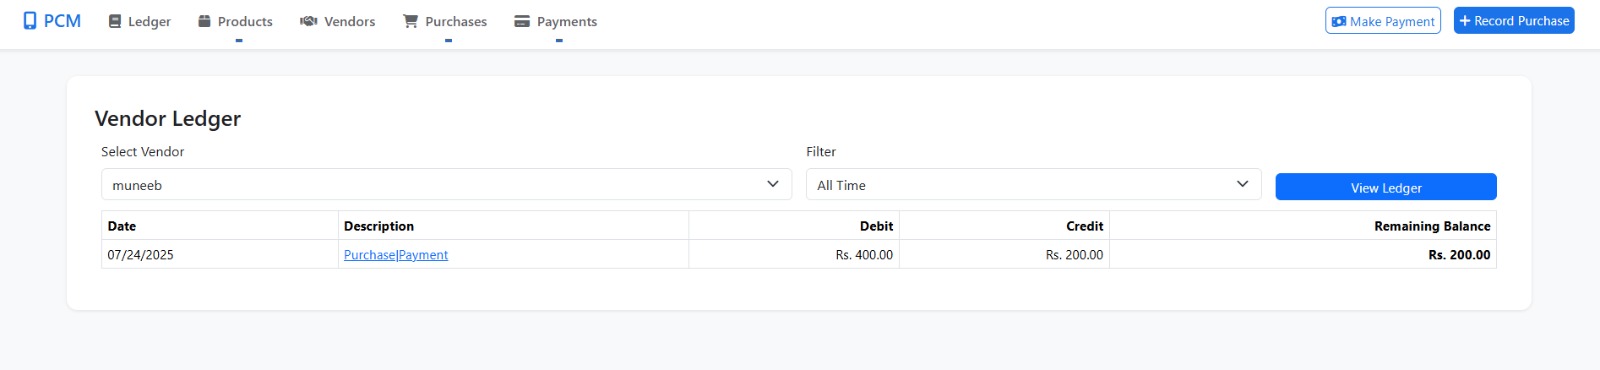 PCM Ledger Products Vendors Purchases Payments Make Payment + Record Purchase
Vendor Ledger
Select Vendor Filter
muneeb All Time View Ledger
Date Description Debit Credit Remaining Balance
07/24/2025 Purchase|Payment Rs. 400.00 Rs. 200.00 Rs. 200.00